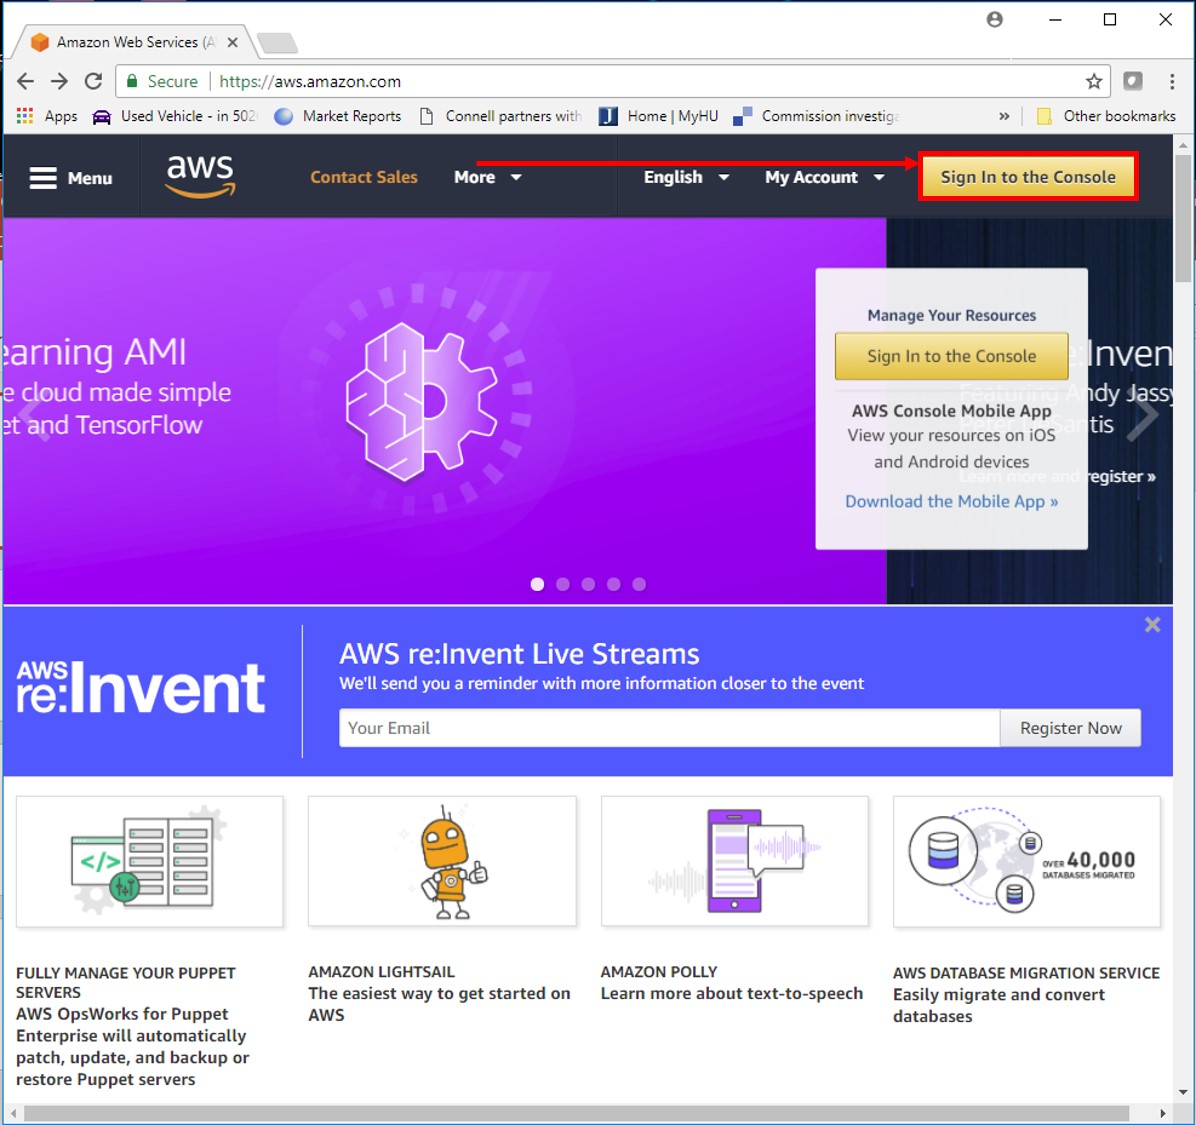 Amazon Web Services (A
Secure https://aws.amazon.com
Apps Used Vehicle - in 502 Market Reports Connell partners with Home | MyHU Commission investiga » Other bookmarks
Menu aws Contact Sales More English My Account Sign In to the Console
earning AMI
e cloud made simple
et and TensorFlow
Manage Your Resources
Sign In to the Console
AWS Console Mobile App
View your resources on iOS
and Android devices
Download the Mobile App »
e:Inven
Featuring Andy Jassy
Peter DeSantis
Learn more and register »
AWS
re:Invent
AWS re:Invent Live Streams
We'll send you a reminder with more information closer to the event
Your Email Register Now
</>
OVER 40,000
DATABASES MIGRATED
FULLY MANAGE YOUR PUPPET
SERVERS
AWS OpsWorks for Puppet
Enterprise will automatically
patch, update, and backup or
restore Puppet servers
AMAZON LIGHTSAIL
The easiest way to get started on
AWS
AMAZON POLLY
Learn more about text-to-speech
AWS DATABASE MIGRATION SERVICE
Easily migrate and convert
databases